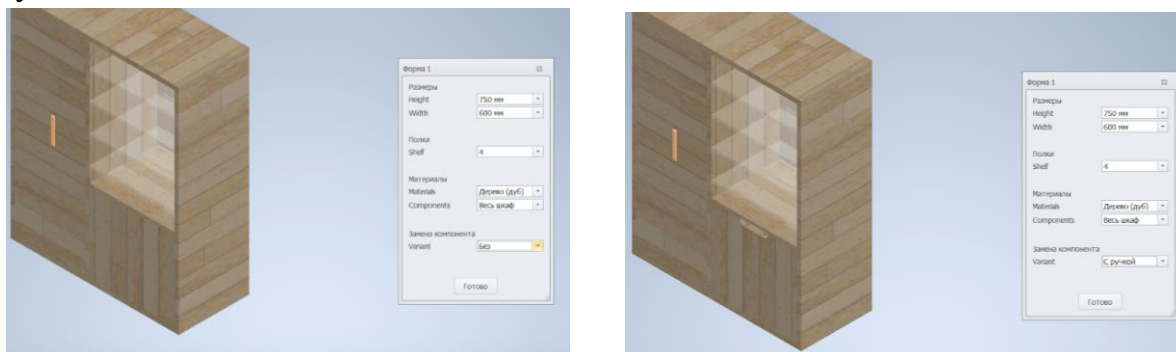 Форма 1
Размеры
Height 750 мм
Width 600 мм
Полки
Shelf 4
Материалы
Materials Дерево (дуб)
Components Весь шкаф
Замена компонента
Variant Без
Готово
Форма 1
Размеры
Height 750 мм
Width 600 мм
Полки
Shelf 4
Материалы
Materials Дерево (дуб)
Components Весь шкаф
Замена компонента
Variant С ручкой
Готово